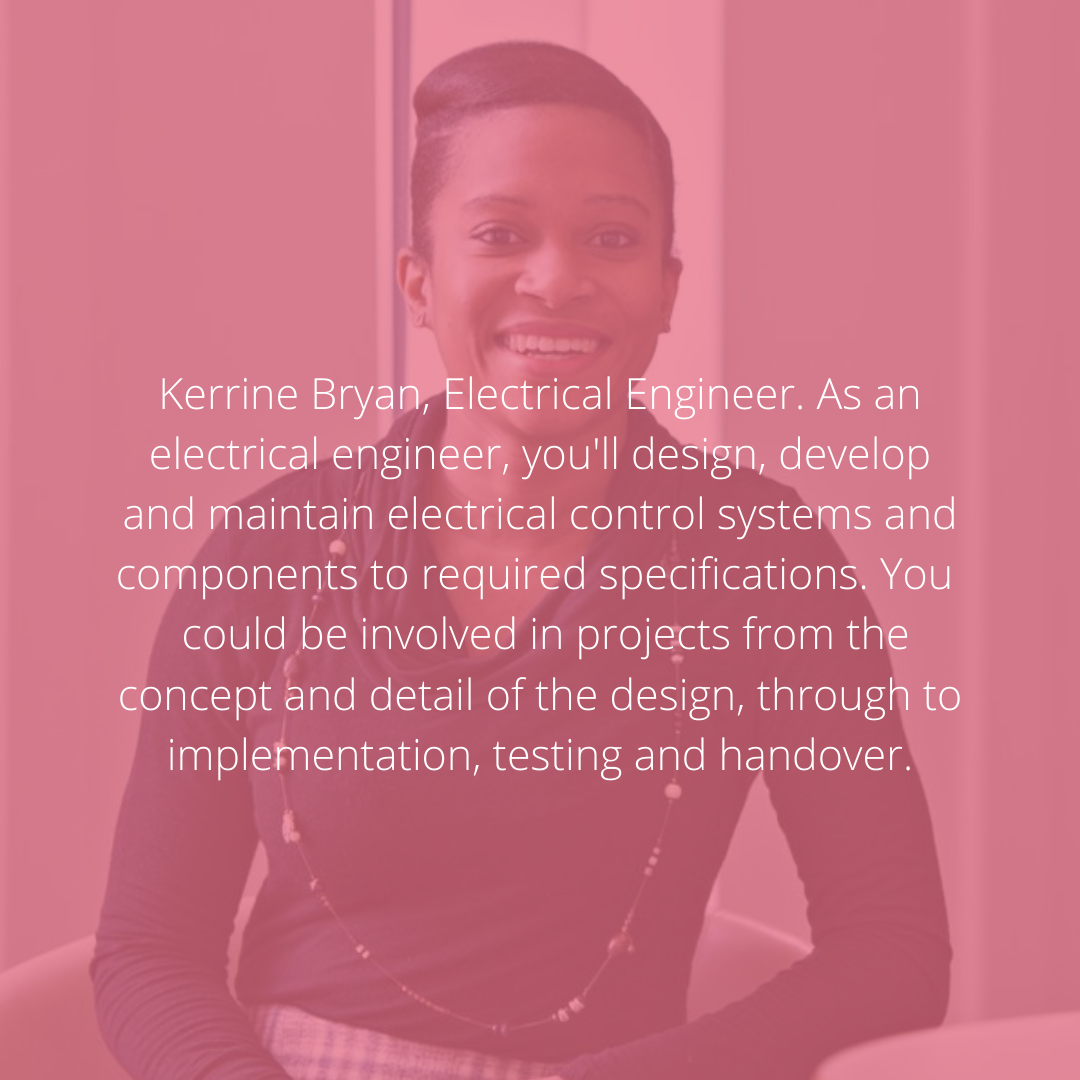 Kerrine Bryan, Electrical Engineer. As an
electrical engineer, you'll design, develop
and maintain electrical control systems and
components to required specifications. You
could be involved in projects from the
concept and detail of the design, through to
implementation, testing and handover.